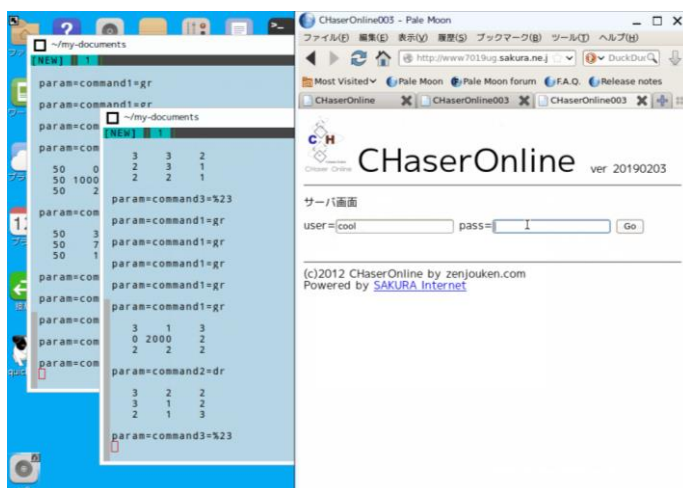 ~/my-documents
[NEW] 1
param=command1=gr
param=command1=gr
param=com
param=com
50 0
50 1000
50 2
param=com
50 3
50 7
50 1
param=com
param=com
param=com
param=com
param=com
~/my-documents
[NEW] 1
3 3 2
2 3 1
2 2 1
param=command3=%23
param=command1=gr
param=command1=gr
param=command1=gr
param=command1=gr
param=command1=gr
3 1 3
0 2000 2
2 2 2
param=command2=dr
3 2 2
3 1 2
2 1 3
param=command3=%23
CHaserOnline003 - Pale Moon
ファイル(F) 編集(E) 表示(V) 履歴(S) ブックマーク(B) ツール(T) ヘルプ(H)
http://www7019ug.sakura.ne.j
DuckDuc
Most Visited Pale Moon Pale Moon forum F.A.Q. Release notes
CHaserOnline CHaserOnline003 CHaserOnline003
CH
CHaser Online
CHaserOnline ver 20190203
サーバ画面
user= cool pass= Go
(c)2012 CHaserOnline by zenjouken.com
Powered by SAKURA Internet